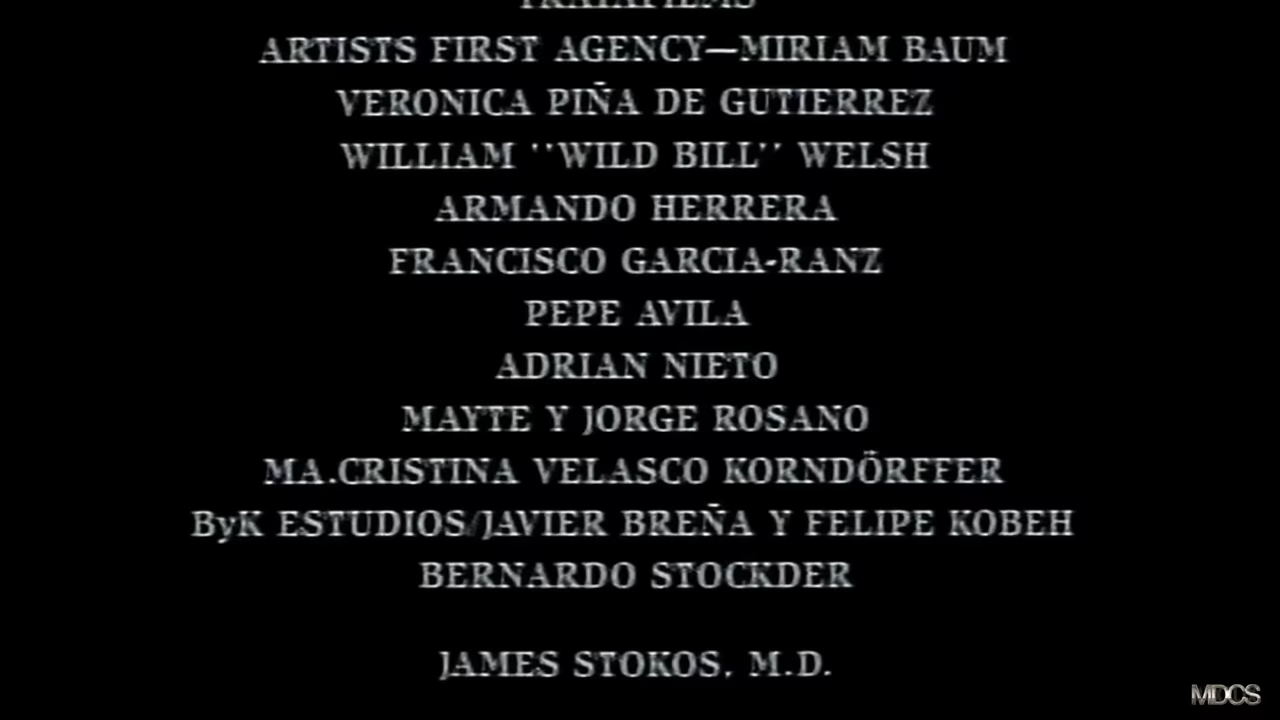 ARTISTS FIRST AGENCY—MIRIAM BAUM
VERONICA PIÑA DE GUTIERREZ
WILLIAM ''WILD BILL'' WELSH
ARMANDO HERRERA
FRANCISCO GARCIA-RANZ
PEPE AVILA
ADRIAN NIETO
MAYTE Y JORGE ROSANO
MA.CRISTINA VELASCO KORNDÖRFFER
ByK ESTUDIOS/JAVIER BREÑA Y FELIPE KOBEH
BERNARDO STOCKDER
JAMES STOKOS, M.D.
MDCS